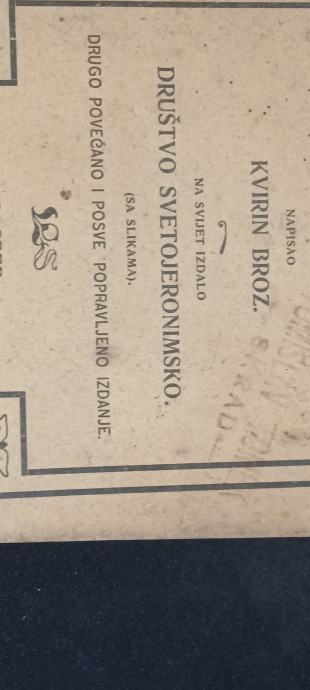 NAPISAO
KVIRIN BROZ.
NA SVIJET IZDALO
DRUŠTVO SVETOJERONIMSKO.
(SA SLIKAMA).
DRUGO POVEĆANO I POSVE POPRAVLJENO IZDANJE.